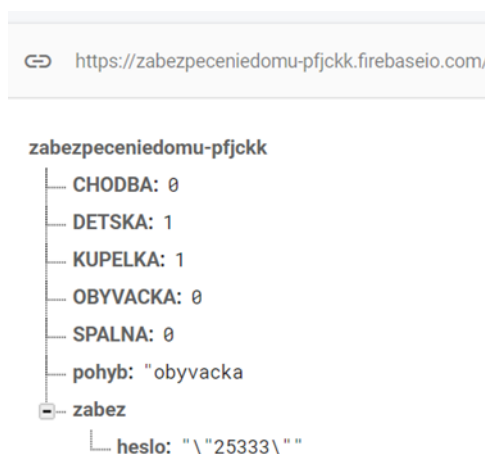 https://zabezpeceniedomu-pfjckk.firebaseio.com/
zabezpeceniedomu-pfjckk
CHODBA: 0
DETSKA: 1
KUPELKA: 1
OBYVACKA: 0
SPALNA: 0
pohyb: "obyvacka
zabez
heslo: "\"25333\""